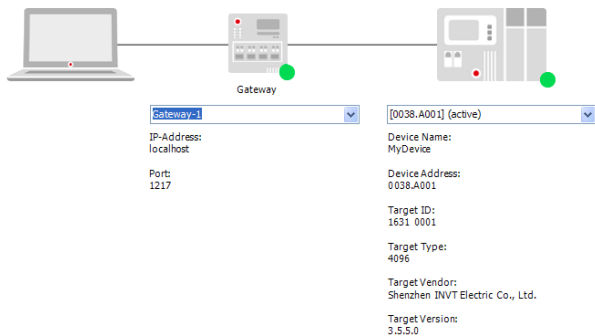 Gateway
Gateway-1
[0038.A001] (active)
IP-Address:
localhost
Port:
1217
Device Name:
MyDevice
Device Address:
0038.A001
Target ID:
1631 0001
Target Type:
4096
Target Vendor:
Shenzhen INVT Electric Co., Ltd.
Target Version:
3.5.5.0